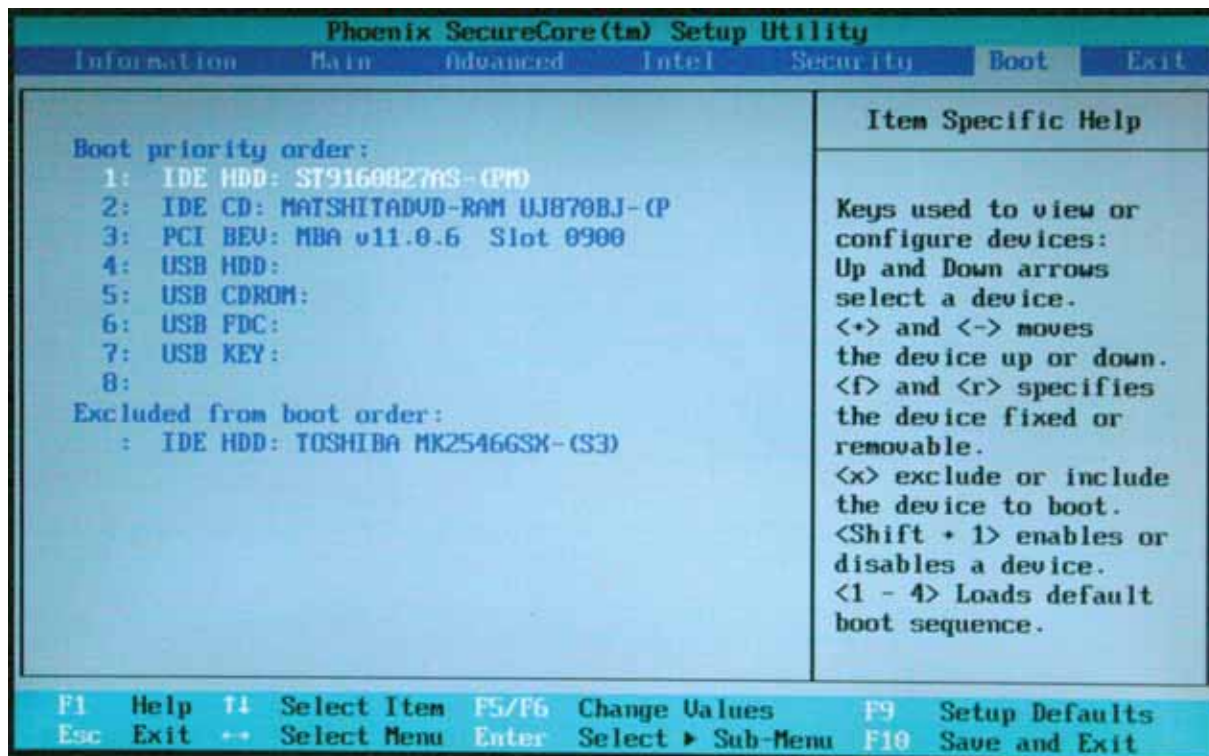 Phoenix SecureCore(tm) Setup Utility
Information Main Advanced Intel Security Boot Exit
Boot priority order:
1: IDE HDD: ST9160827AS-(PM)
2: IDE CD: MATSHITADVD-RAM UJ870BJ-(P
3: PCI BEV: MBA v11.0.6 Slot 0900
4: USB HDD:
5: USB CDROM:
6: USB FDC:
7: USB KEY:
8:
Excluded from boot order:
: IDE HDD: TOSHIBA MK2546GSX-(S3)
Item Specific Help
Keys used to view or
configure devices:
Up and Down arrows
select a device.
<+> and <-> moves
the device up or down.
<f> and <r> specifies
the device fixed or
removable.
<x> exclude or include
the device to boot.
<Shift + 1> enables or
disables a device.
<1 - 4> Loads default
boot sequence.
F1 Help ↑↓ Select Item F5/F6 Change Values F9 Setup Defaults
Esc Exit ←→ Select Menu Enter Select ▶ Sub-Menu F10 Save and Exit